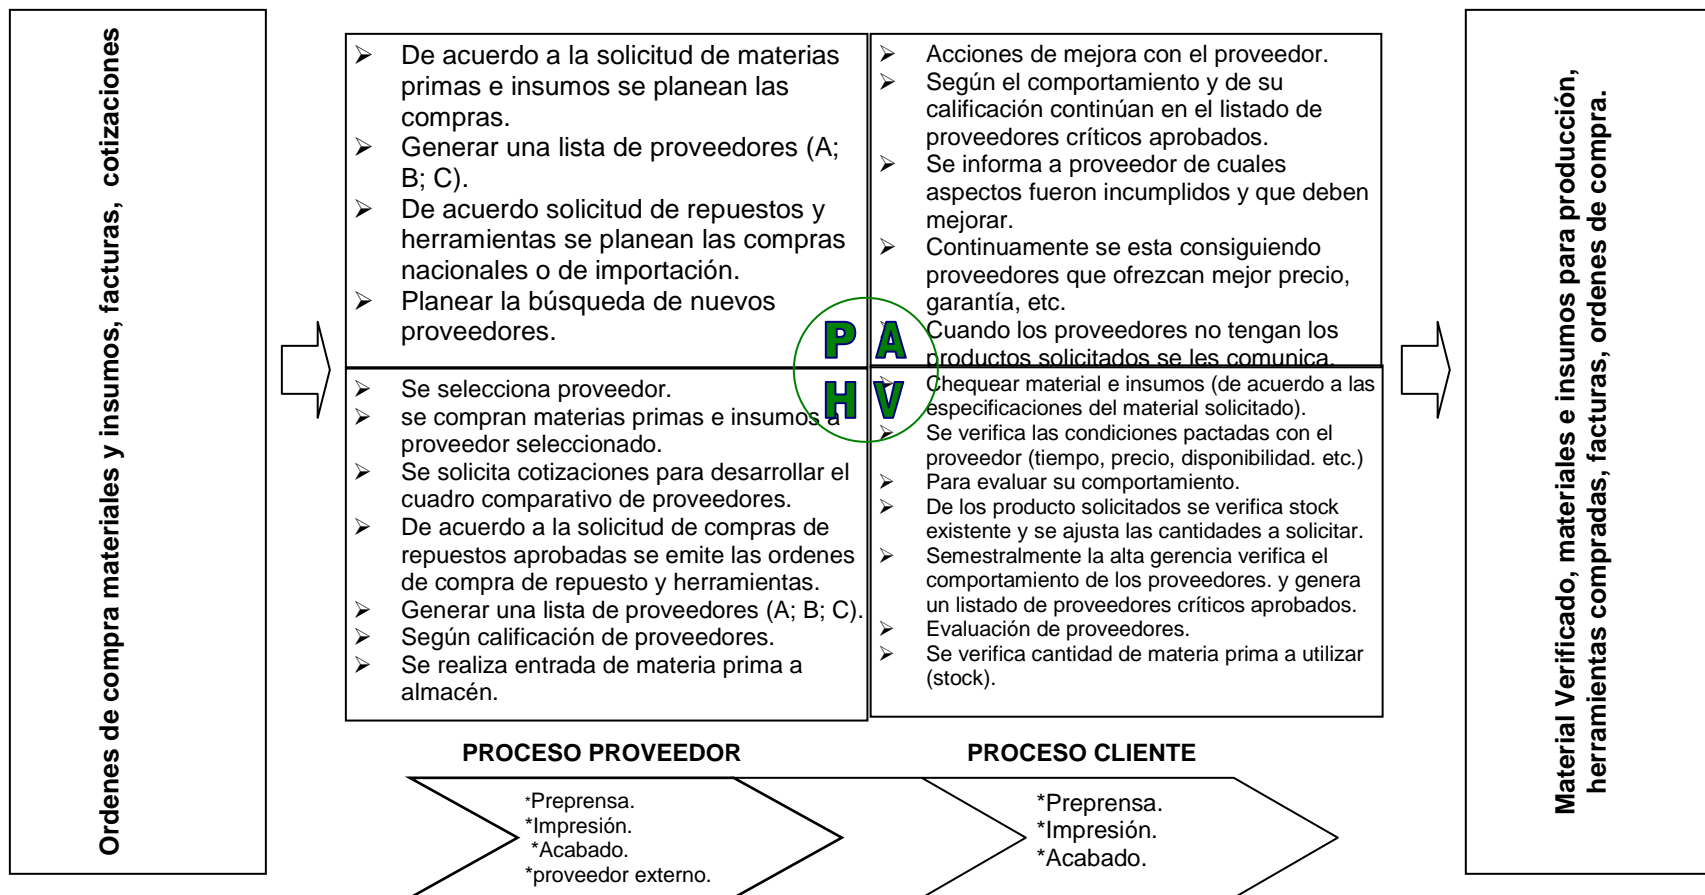 Ordenes de compra materiales y insumos, facturas, cotizaciones
➢ De acuerdo a la solicitud de materias
primas e insumos se planean las
compras.
➢ Generar una lista de proveedores (A;
B; C).
➢ De acuerdo solicitud de repuestos y
herramientas se planean las compras
nacionales o de importación.
➢ Planear la búsqueda de nuevos
proveedores.
➢ Acciones de mejora con el proveedor.
➢ Según el comportamiento y de su
calificación continúan en el listado de
proveedores críticos aprobados.
➢ Se informa a proveedor de cuales
aspectos fueron incumplidos y que deben
mejorar.
➢ Continuamente se esta consiguiendo
proveedores que ofrezcan mejor precio,
garantía, etc.
➢ Cuando los proveedores no tengan los
productos solicitados se les comunica.
P A
H V
➢ Se selecciona proveedor.
➢ se compran materias primas e insumos a
proveedor seleccionado.
➢ Se solicita cotizaciones para desarrollar el
cuadro comparativo de proveedores.
➢ De acuerdo a la solicitud de compras de
repuestos aprobadas se emite las ordenes
de compra de repuesto y herramientas.
➢ Generar una lista de proveedores (A; B; C).
➢ Según calificación de proveedores.
➢ Se realiza entrada de materia prima a
almacén.
➢ Chequear material e insumos (de acuerdo a las
especificaciones del material solicitado).
➢ Se verifica las condiciones pactadas con el
proveedor (tiempo, precio, disponibilidad. etc.)
➢ Para evaluar su comportamiento.
➢ De los producto solicitados se verifica stock
existente y se ajusta las cantidades a solicitar.
➢ Semestralmente la alta gerencia verifica el
comportamiento de los proveedores. y genera
un listado de proveedores críticos aprobados.
➢ Evaluación de proveedores.
➢ Se verifica cantidad de materia prima a utilizar
(stock).
Material Verificado, materiales e insumos para producción,
herramientas compradas, facturas, ordenes de compra.
PROCESO PROVEEDOR
*Preprensa.
*Impresión.
*Acabado.
*proveedor externo.
PROCESO CLIENTE
*Preprensa.
*Impresión.
*Acabado.